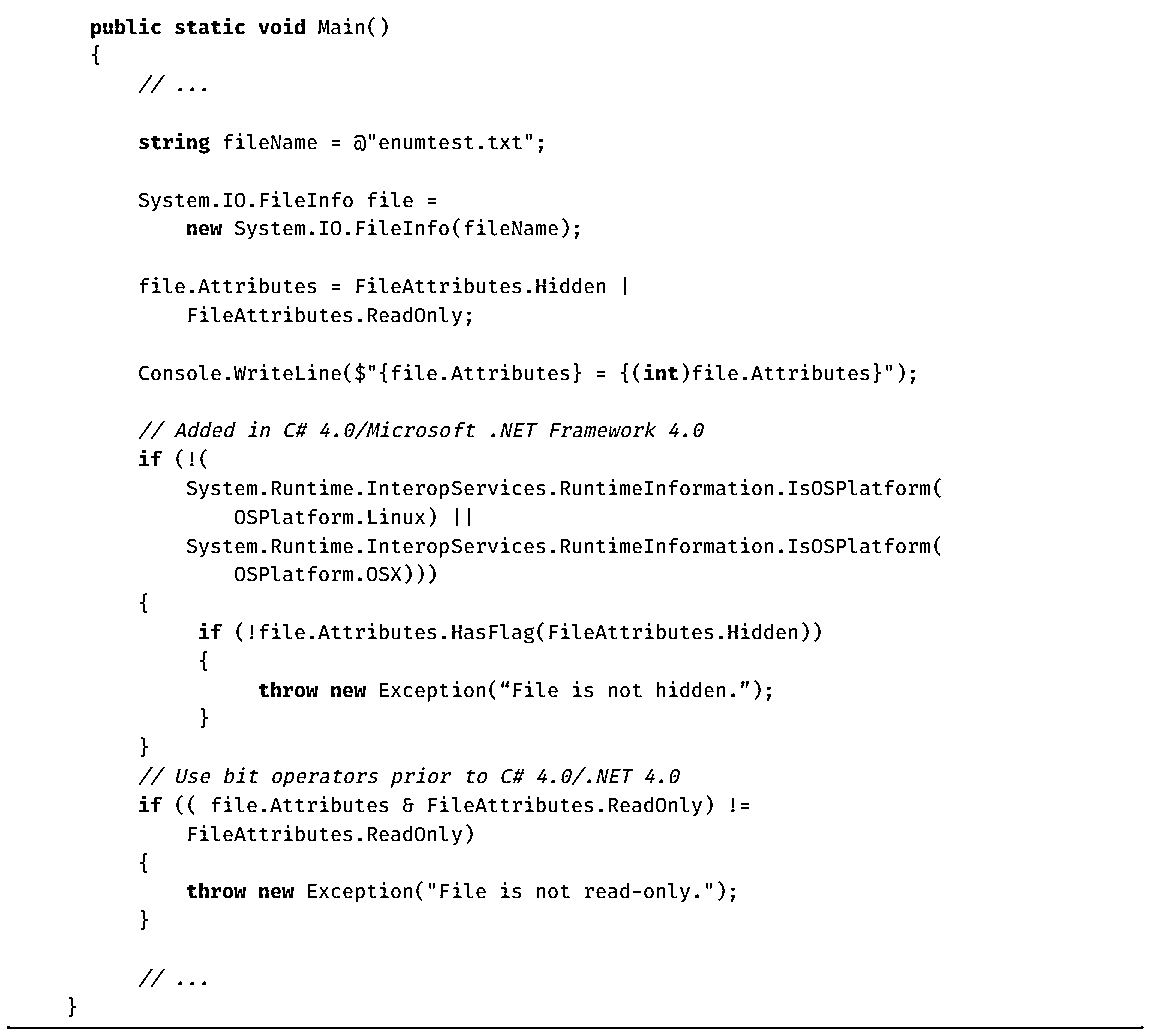 public static void Main()
{
// ...
string fileName = @"enumtest.txt";
System.IO.FileInfo file =
new System.IO.FileInfo(fileName);
file.Attributes = FileAttributes.Hidden |
FileAttributes.ReadOnly;
Console.WriteLine($"{file.Attributes} = {(int)file.Attributes}");
// Added in C# 4.0/Microsoft .NET Framework 4.0
if (!(
System.Runtime.InteropServices.RuntimeInformation.IsOSPlatform(
OSPlatform.Linux) ||
System.Runtime.InteropServices.RuntimeInformation.IsOSPlatform(
OSPlatform.OSX)))
{
if (!file.Attributes.HasFlag(FileAttributes.Hidden))
{
throw new Exception(“File is not hidden.”);
}
}
// Use bit operators prior to C# 4.0/.NET 4.0
if (( file.Attributes & FileAttributes.ReadOnly) !=
FileAttributes.ReadOnly)
{
throw new Exception("File is not read-only.");
}
// ...
}